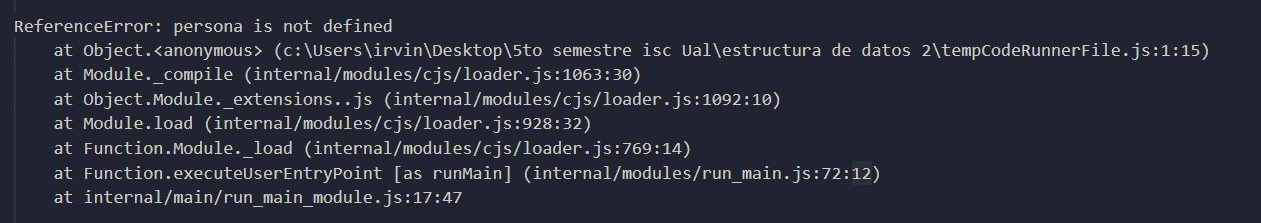 ReferenceError: persona is not defined
    at Object.<anonymous> (c:\Users\irvin\Desktop\5to semestre isc Ual\estructura de datos 2\tempCodeRunnerFile.js:1:15)
    at Module._compile (internal/modules/cjs/loader.js:1063:30)
    at Object.Module._extensions..js (internal/modules/cjs/loader.js:1092:10)
    at Module.load (internal/modules/cjs/loader.js:928:32)
    at Function.Module._load (internal/modules/cjs/loader.js:769:14)
    at Function.executeUserEntryPoint [as runMain] (internal/modules/run_main.js:72:12)
    at internal/main/run_main_module.js:17:47